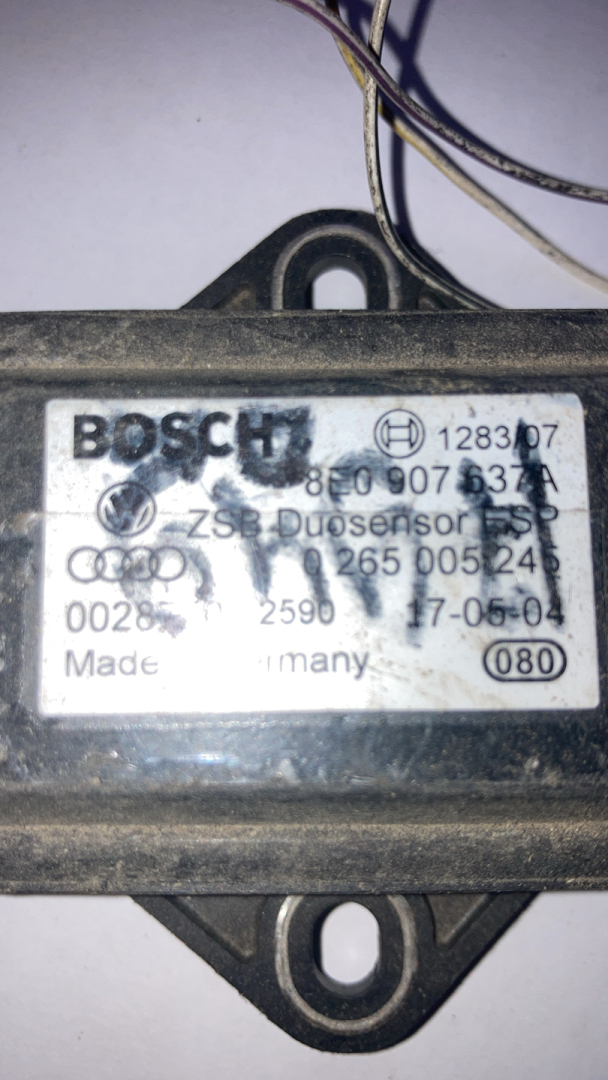 BOSCH 1283/07
8E0 907 637A
ZSB Duosensor ESP
0 265 005 245
2590 17-05-04
Made Germany
080